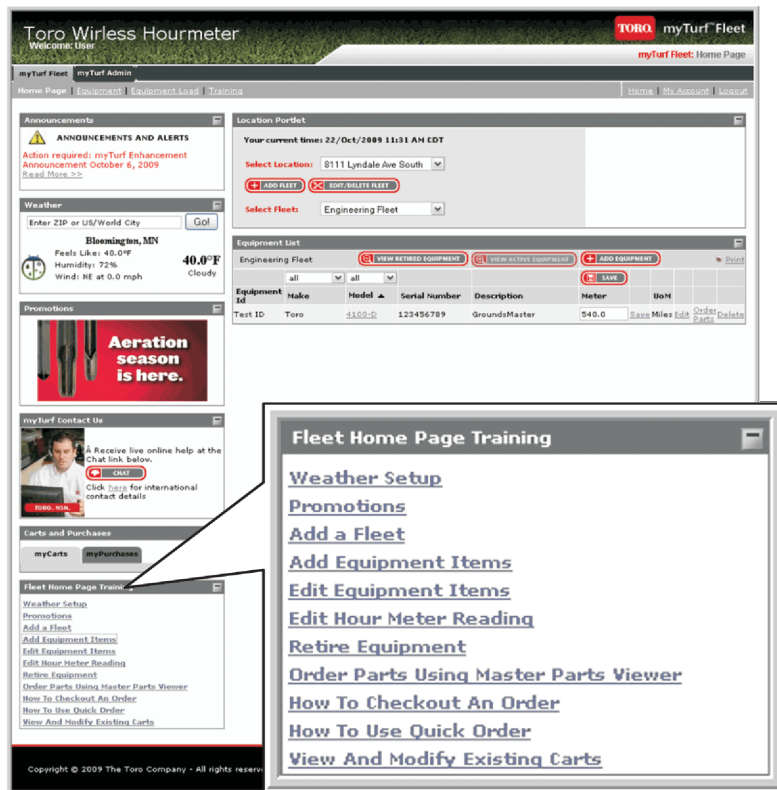 Toro Wirless Hourmeter
Welcome: User
TORO. myTurf™Fleet
myTurf Fleet: Home Page
myTurf Fleet myTurf Admin
Home Page | Equipment | Equipment Load | Training
Home | My Account | Logout
Announcements
ANNOUNCEMENTS AND ALERTS
Action required: myTurf Enhancement
Announcement October 6, 2009
Read More >>
Weather
Enter ZIP or US/World City Go!
Bloomington, MN
Feels Like: 40.0°F
Humidity: 72%
Wind: NE at 0.0 mph
40.0°F
Cloudy
Promotions
Aeration
season
is here.
myTurf Contact Us
Â Receive live online help at the
Chat link below.
CHAT
Click here for international
contact details
TORO. NSN.
Carts and Purchases
myCarts myPurchases
Fleet Home Page Training
Weather Setup
Promotions
Add a Fleet
Add Equipment Items
Edit Equipment Items
Edit Hour Meter Reading
Retire Equipment
Order Parts Using Master Parts Viewer
How To Checkout An Order
How To Use Quick Order
View And Modify Existing Carts
Location Portlet
Your current time: 22/Oct/2009 11:31 AM CDT
Select Location: 8111 Lyndale Ave South
ADD FLEET EDIT/DELETE FLEET
Select Fleet: Engineering Fleet
Equipment List
Engineering Fleet VIEW RETIRED EQUIPMENT VIEW ACTIVE EQUIPMENT ADD EQUIPMENT Print
all all SAVE
Equipment Id Make Model Serial Number Description Meter UoM
Test ID Toro 4100-D 123456789 GroundsMaster 540.0 Save Miles Edit Order Parts Delete
Fleet Home Page Training
Weather Setup
Promotions
Add a Fleet
Add Equipment Items
Edit Equipment Items
Edit Hour Meter Reading
Retire Equipment
Order Parts Using Master Parts Viewer
How To Checkout An Order
How To Use Quick Order
View And Modify Existing Carts
Copyright © 2009 The Toro Company - All rights